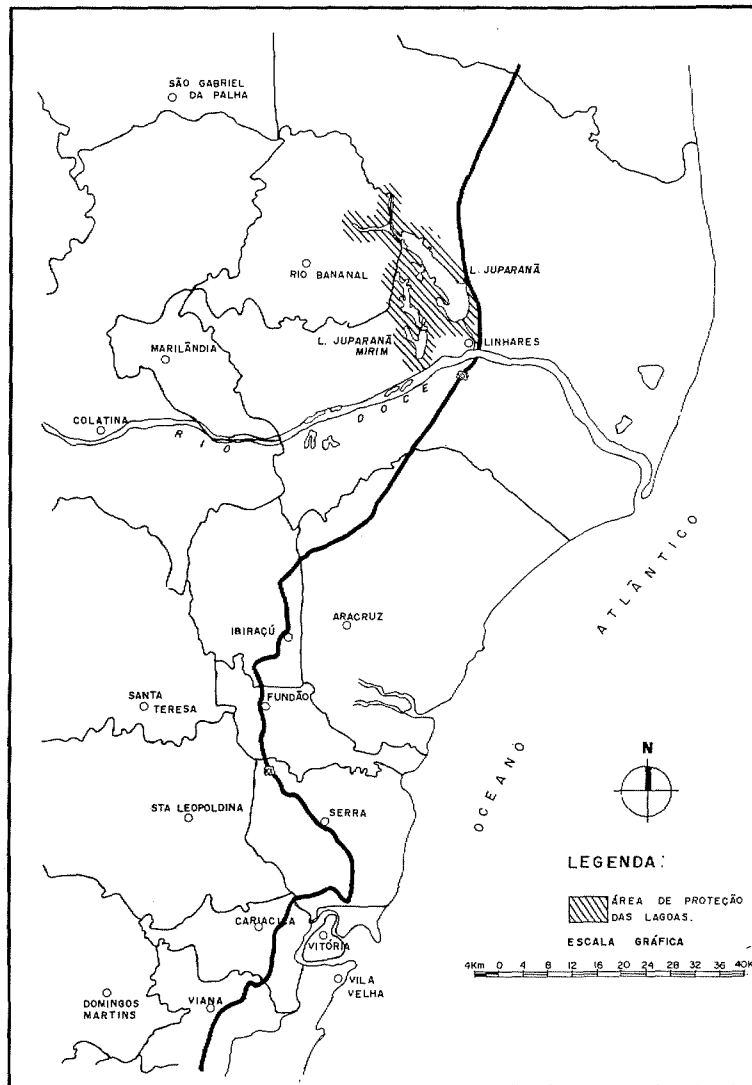 SÃO GABRIEL
DA PALHA
RIO BANANAL
L. JUPARANÃ
L. JUPARANÃ
MIRIM
LINHARES
MARILÂNDIA
COLATINA
RIO DOCE
ATLÂNTICO
OCEANO
IBIRAÇÚ
ARACRUZ
SANTA
TERESA
FUNDÃO
STA LEOPOLDINA
SERRA
N
LEGENDA:
ÁREA DE PROTEÇÃO
DAS LAGOAS.
ESCALA GRÁFICA
4Km 0 4 8 12 16 20 24 28 32 36 40K
CARIACICA
VITÓRIA
VILA
VELHA
DOMINGOS
MARTINS
VIANA